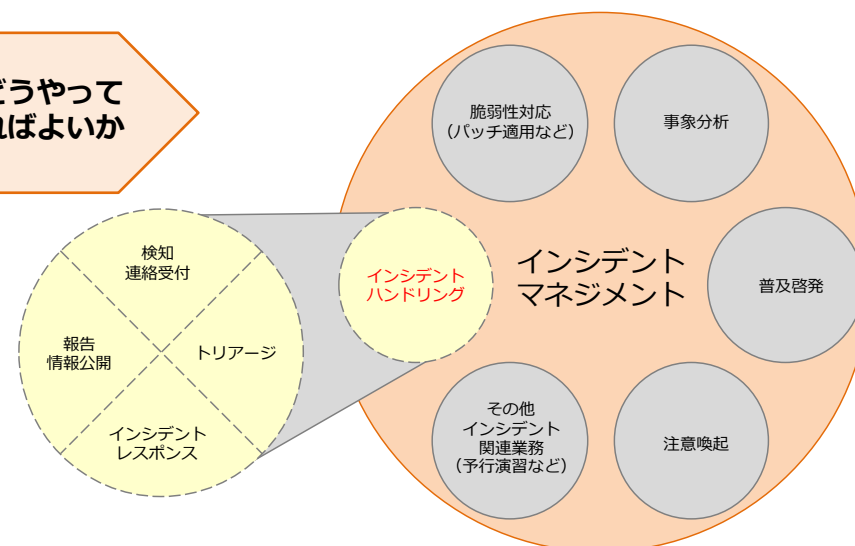 どうやって
ればよいか
脆弱性対応
(パッチ適用など)
事象分析
検知
連絡受付
インシデント
ハンドリング
インシデント
マネジメント
普及啓発
報告
情報公開
トリアージ
インシデント
レスポンス
その他
インシデント
関連業務
(予行演習など)
注意喚起